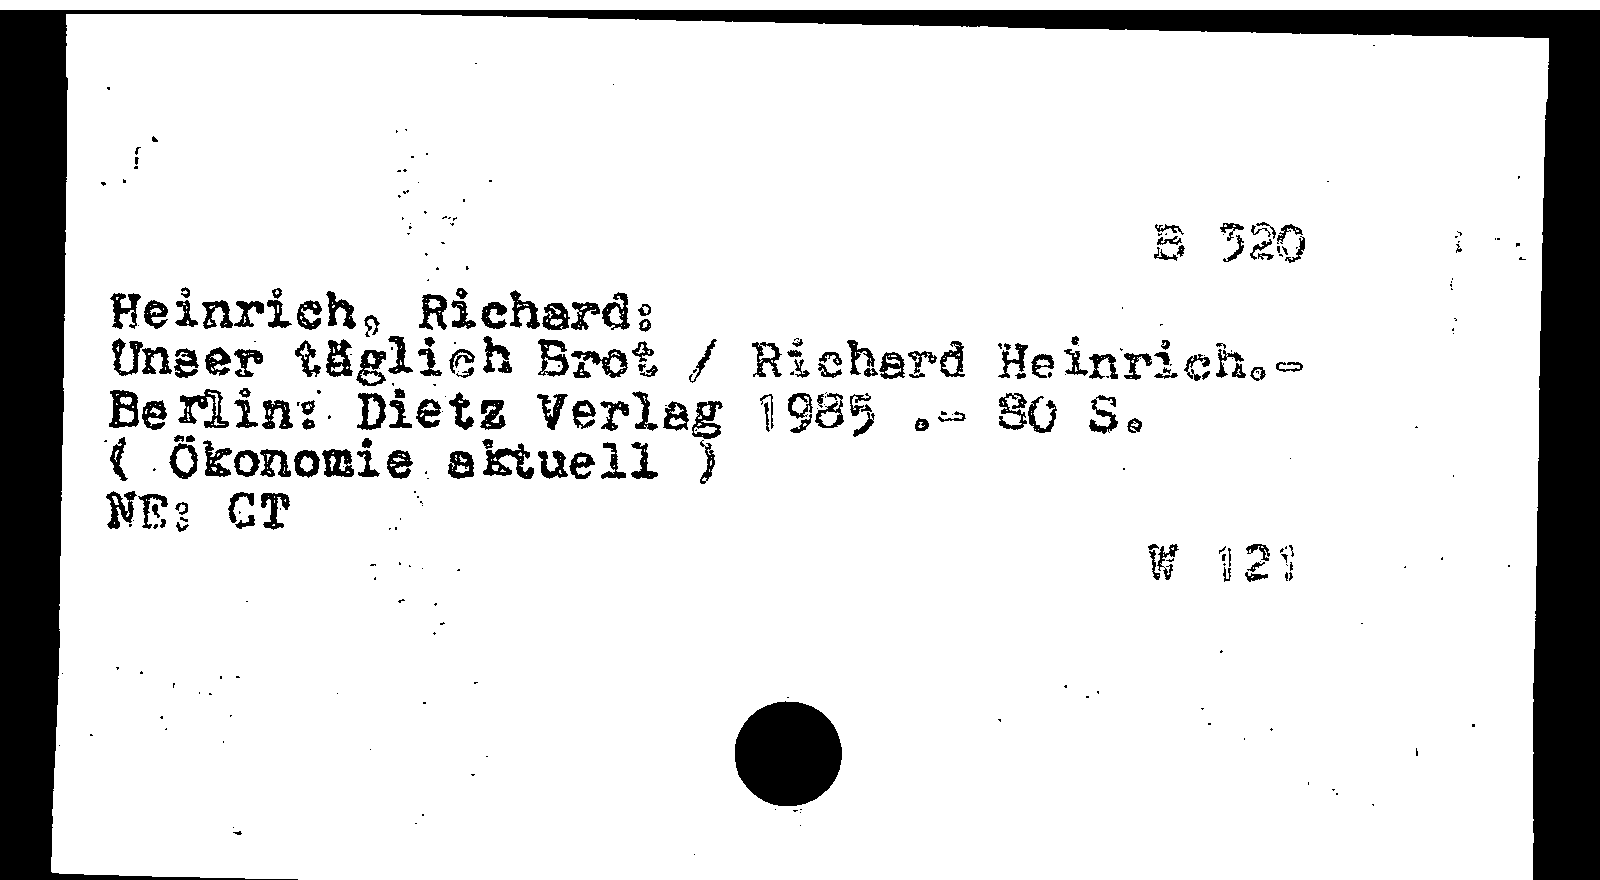 B 320
Heinrich, Richard:
Unser täglich Brot / Richard Heinrich.-
Berlin: Dietz Verlag 1985 .- 80 S.
( Ökonomie aktuell )
NE: GT
W 121